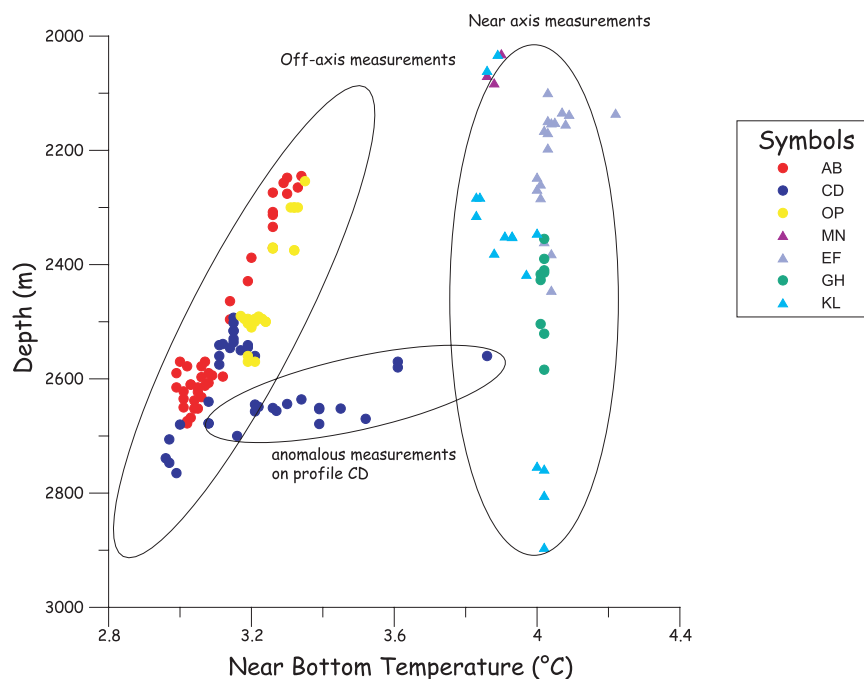 Near axis measurements
Off-axis measurements
2000
2200
2400
2600
2800
3000
Depth (m)
anomalous measurements
on profile CD
2.8
3.2
3.6
4
4.4
3.0
Near Bottom Temperature (°C)
Symbols
AB
CD
OP
MN
EF
GH
KL